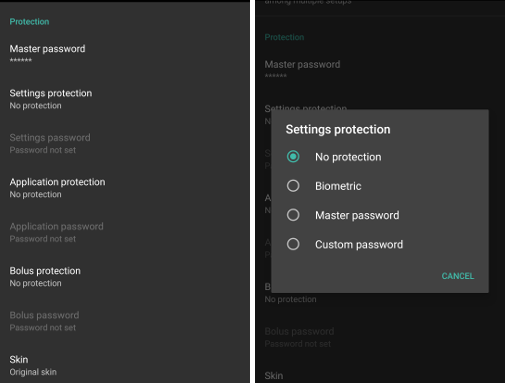 Protection
Master password
******
Settings protection
No protection
Settings password
Password not set
Application protection
No protection
Application password
Password not set
Bolus protection
No protection
Bolus password
Password not set
Skin
Original skin
among multiple setups
Protection
Master password
******
Settings protection
Settings protection
No protection
Biometric
Master password
Custom password
CANCEL
No protection
Bolus password
Password not set
Skin